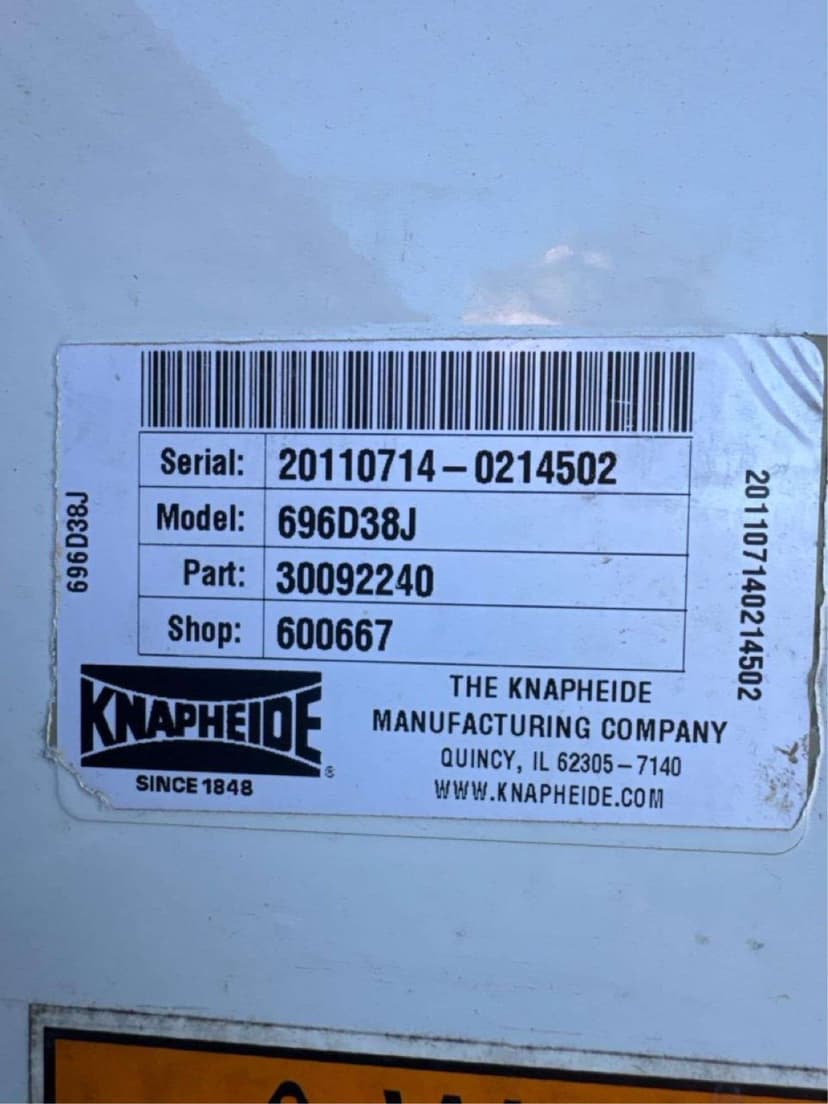 Serial: 20110714-0214502
Model: 696D38J
Part: 30092240
Shop: 600667
696D38J
201107140214502
KNAPHEIDE
®
SINCE 1848
THE KNAPHEIDE
MANUFACTURING COMPANY
QUINCY, IL 62305-7140
WWW.KNAPHEIDE.COM